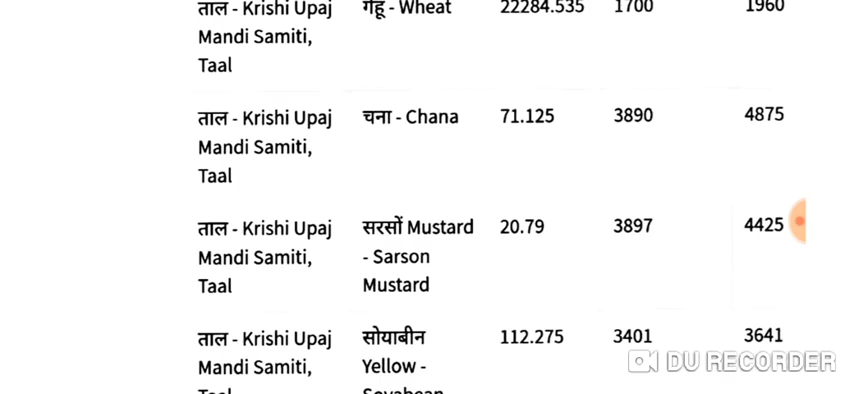 ताल - Krishi Upaj गेहू - Wheat 22284.535 1700 1960
Mandi Samiti,
Taal
ताल - Krishi Upaj चना - Chana 71.125 3890 4875
Mandi Samiti,
Taal
ताल - Krishi Upaj सरसों Mustard 20.79 3897 4425
Mandi Samiti, - Sarson
Taal Mustard
ताल - Krishi Upaj सोयाबीन 112.275 3401 3641
Mandi Samiti, Yellow -
DU RECORDER
Taal Soyabean